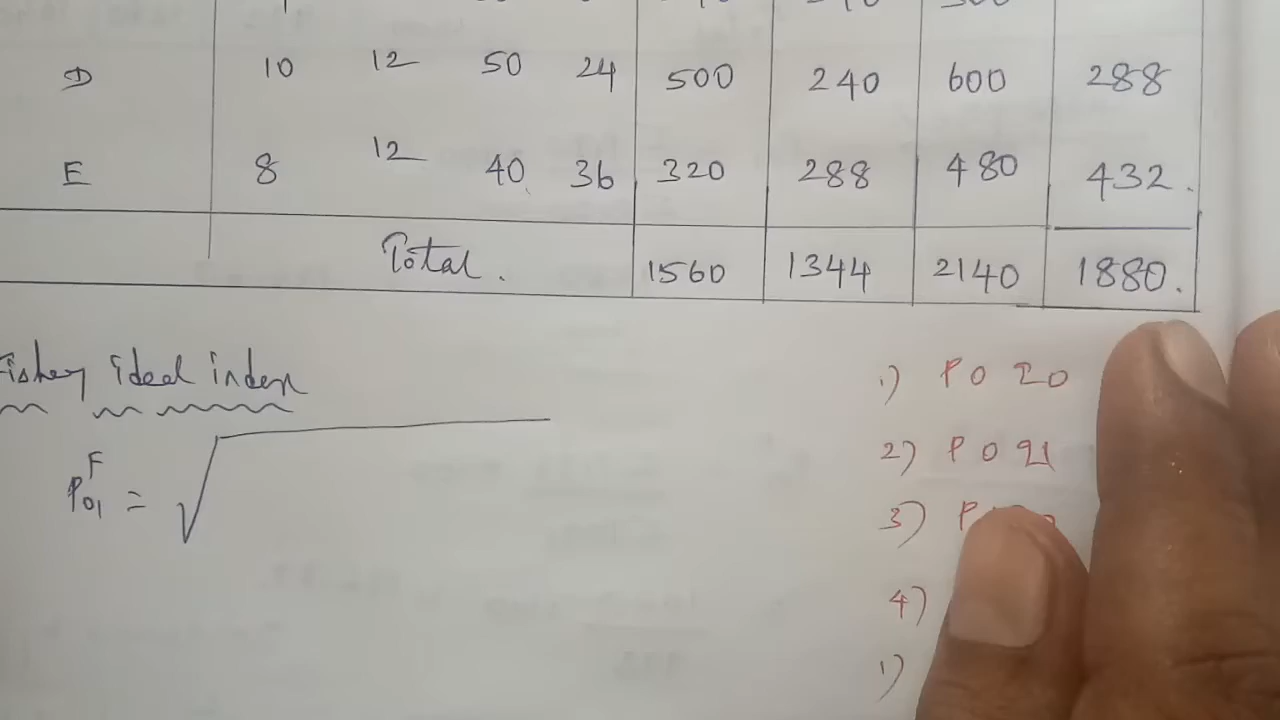 D 10 12 50 24 500 240 600 288
E 8 12 40 36 320 288 480 432.
Total. 1560 1344 2140 1880.
Fisher ideal index
P01 F = √
1) P0 q0
2) P0 q1
3) P
4)
1)